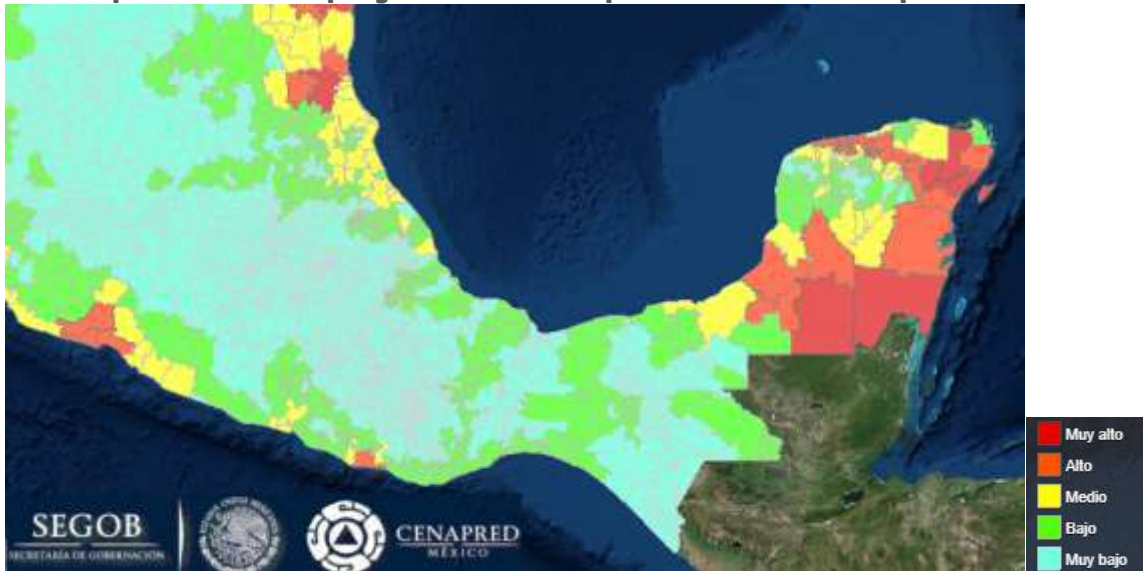 SEGOB
SECRETARÍA DE GOBERNACIÓN
CENAPRED
MÉXICO
Muy alto
Alto
Medio
Bajo
Muy bajo